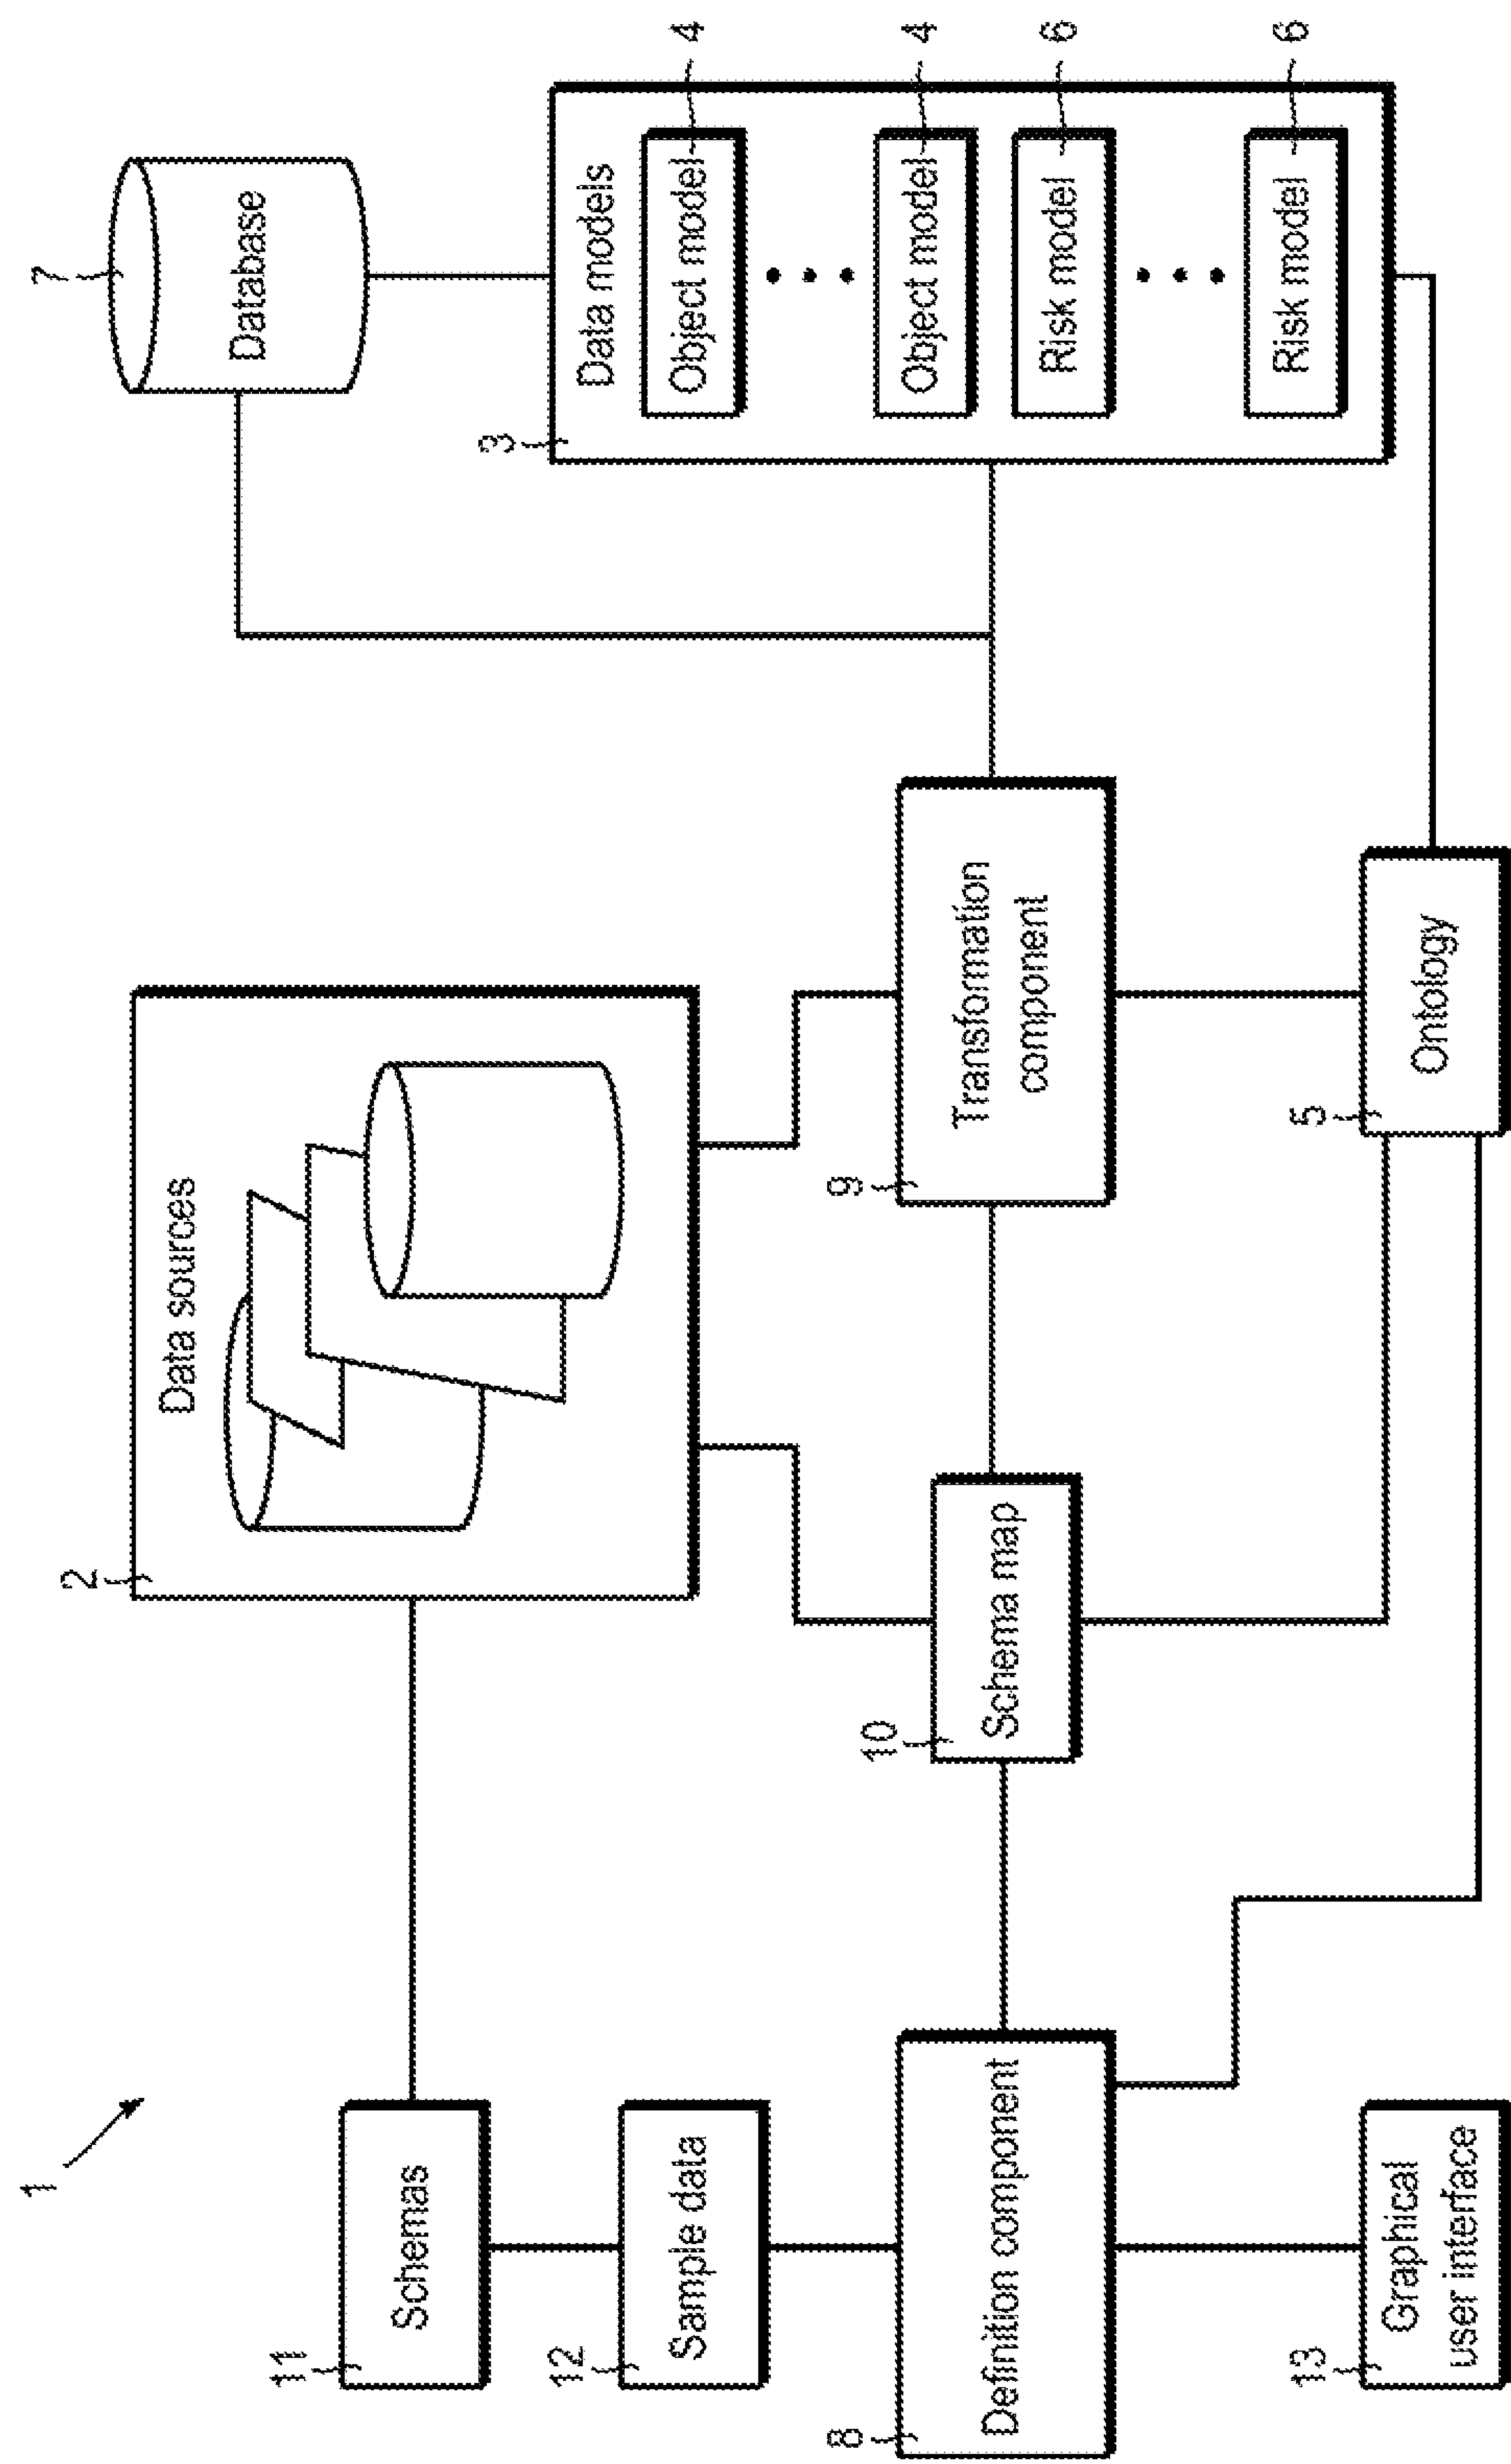 1
2
Data sources
7
Database
11
Schemas
12
Sample data
3
Data models
Object model
4
Object model
4
Risk model
6
Risk model
6
8
Definition component
10
Schema map
9
Transformation
component
13
Graphical
user interface
5
Ontology